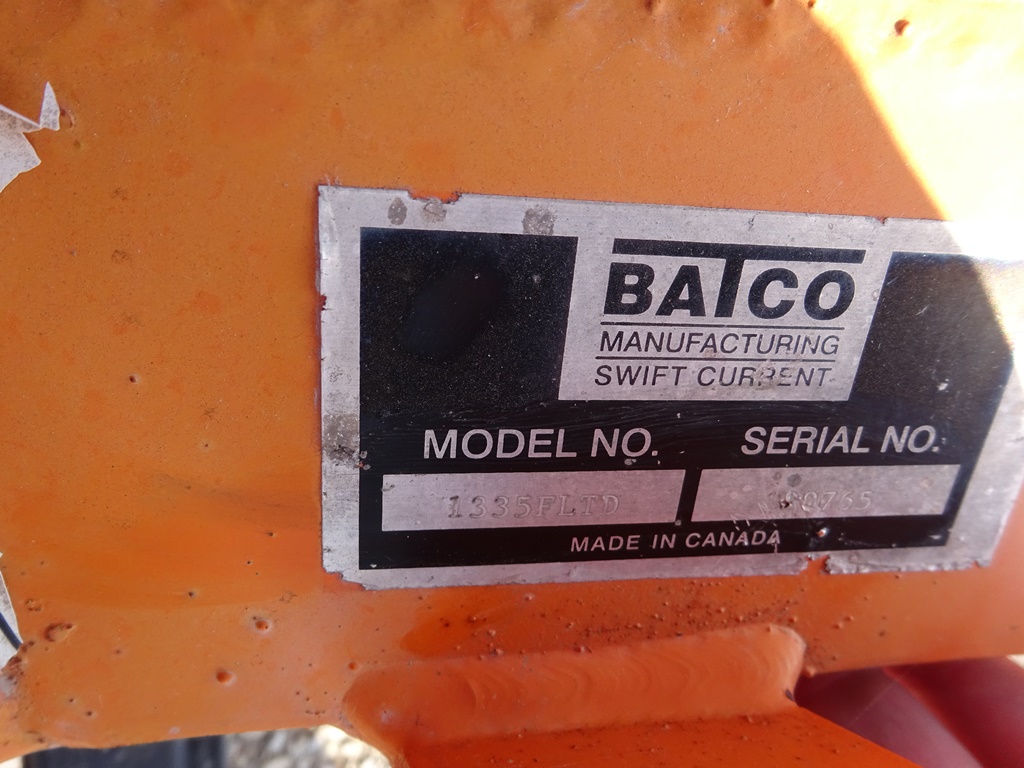 BATCO
MANUFACTURING
SWIFT CURRENT
MODEL NO. SERIAL NO.
1335FLTD
MADE IN CANADA